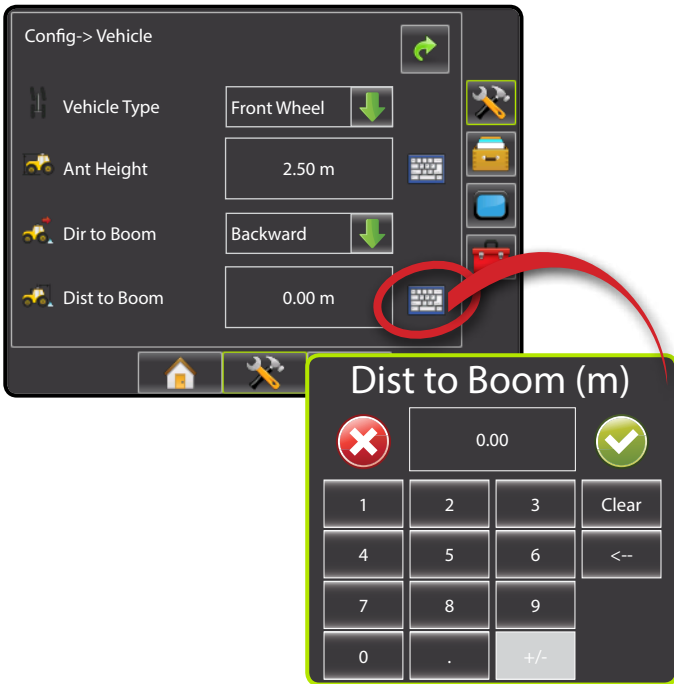 Config-> Vehicle
Vehicle Type Front Wheel
Ant Height 2.50 m
Dir to Boom Backward
Dist to Boom 0.00 m
Dist to Boom (m)
0.00
1 2 3 Clear
4 5 6 <--
7 8 9
0 . +/-